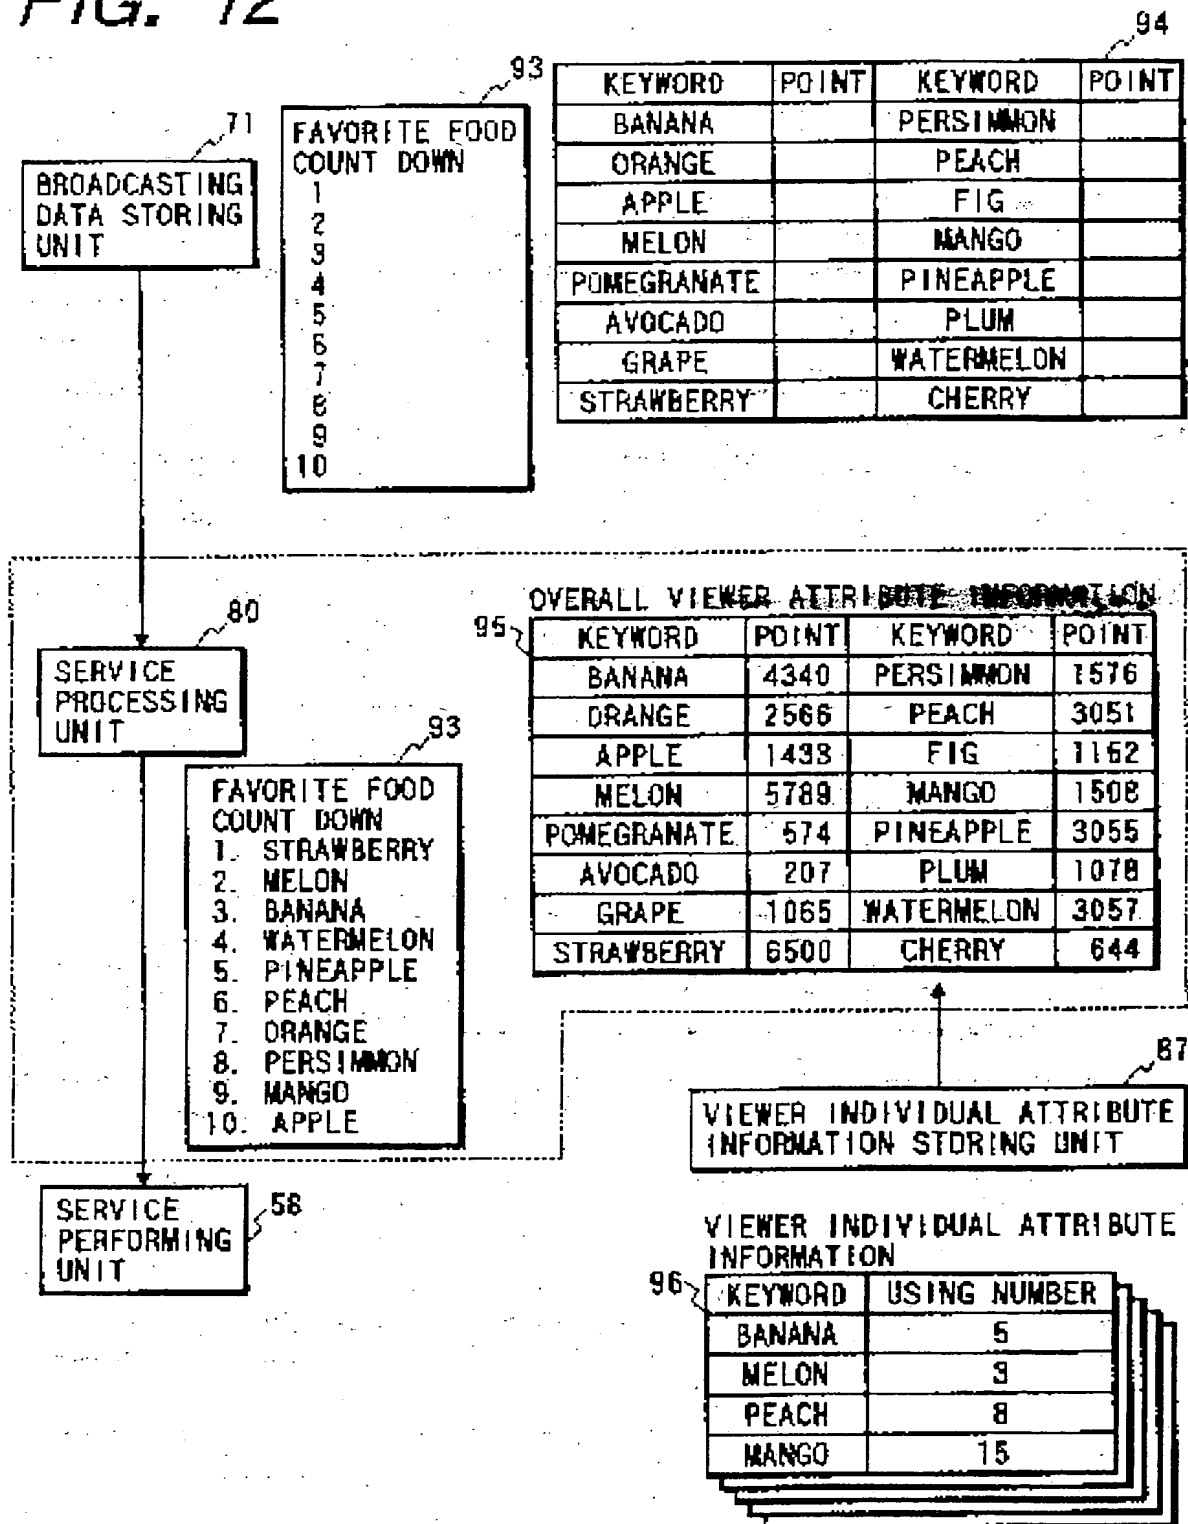 FIG. 12
94
93
71
KEYWORD POINT KEYWORD POINT
BANANA PERSIMMON
ORANGE PEACH
APPLE FIG
MELON MANGO
POMEGRANATE PINEAPPLE
AVOCADO PLUM
GRAPE WATERMELON
STRAWBERRY CHERRY
FAVORITE FOOD
COUNT DOWN
1
2
3
4
5
6
7
8
9
10
BROADCASTING
DATA STORING
UNIT
80
SERVICE
PROCESSING
UNIT
OVERALL VIEWER ATTRIBUTE INFORMATION
95
KEYWORD POINT KEYWORD POINT
BANANA 4340 PERSIMMON 1576
ORANGE 2566 PEACH 3051
APPLE 1433 FIG 1162
MELON 5789 MANGO 1508
POMEGRANATE 574 PINEAPPLE 3055
AVOCADO 207 PLUM 1078
GRAPE 1065 WATERMELON 3057
STRAWBERRY 6500 CHERRY 644
93
FAVORITE FOOD
COUNT DOWN
1. STRAWBERRY
2. MELON
3. BANANA
4. WATERMELON
5. PINEAPPLE
6. PEACH
7. ORANGE
8. PERSIMMON
9. MANGO
10. APPLE
87
VIEWER INDIVIDUAL ATTRIBUTE
INFORMATION STORING UNIT
58
SERVICE
PERFORMING
UNIT
VIEWER INDIVIDUAL ATTRIBUTE
INFORMATION
96
KEYWORD USING NUMBER
BANANA 5
MELON 3
PEACH 8
MANGO 15